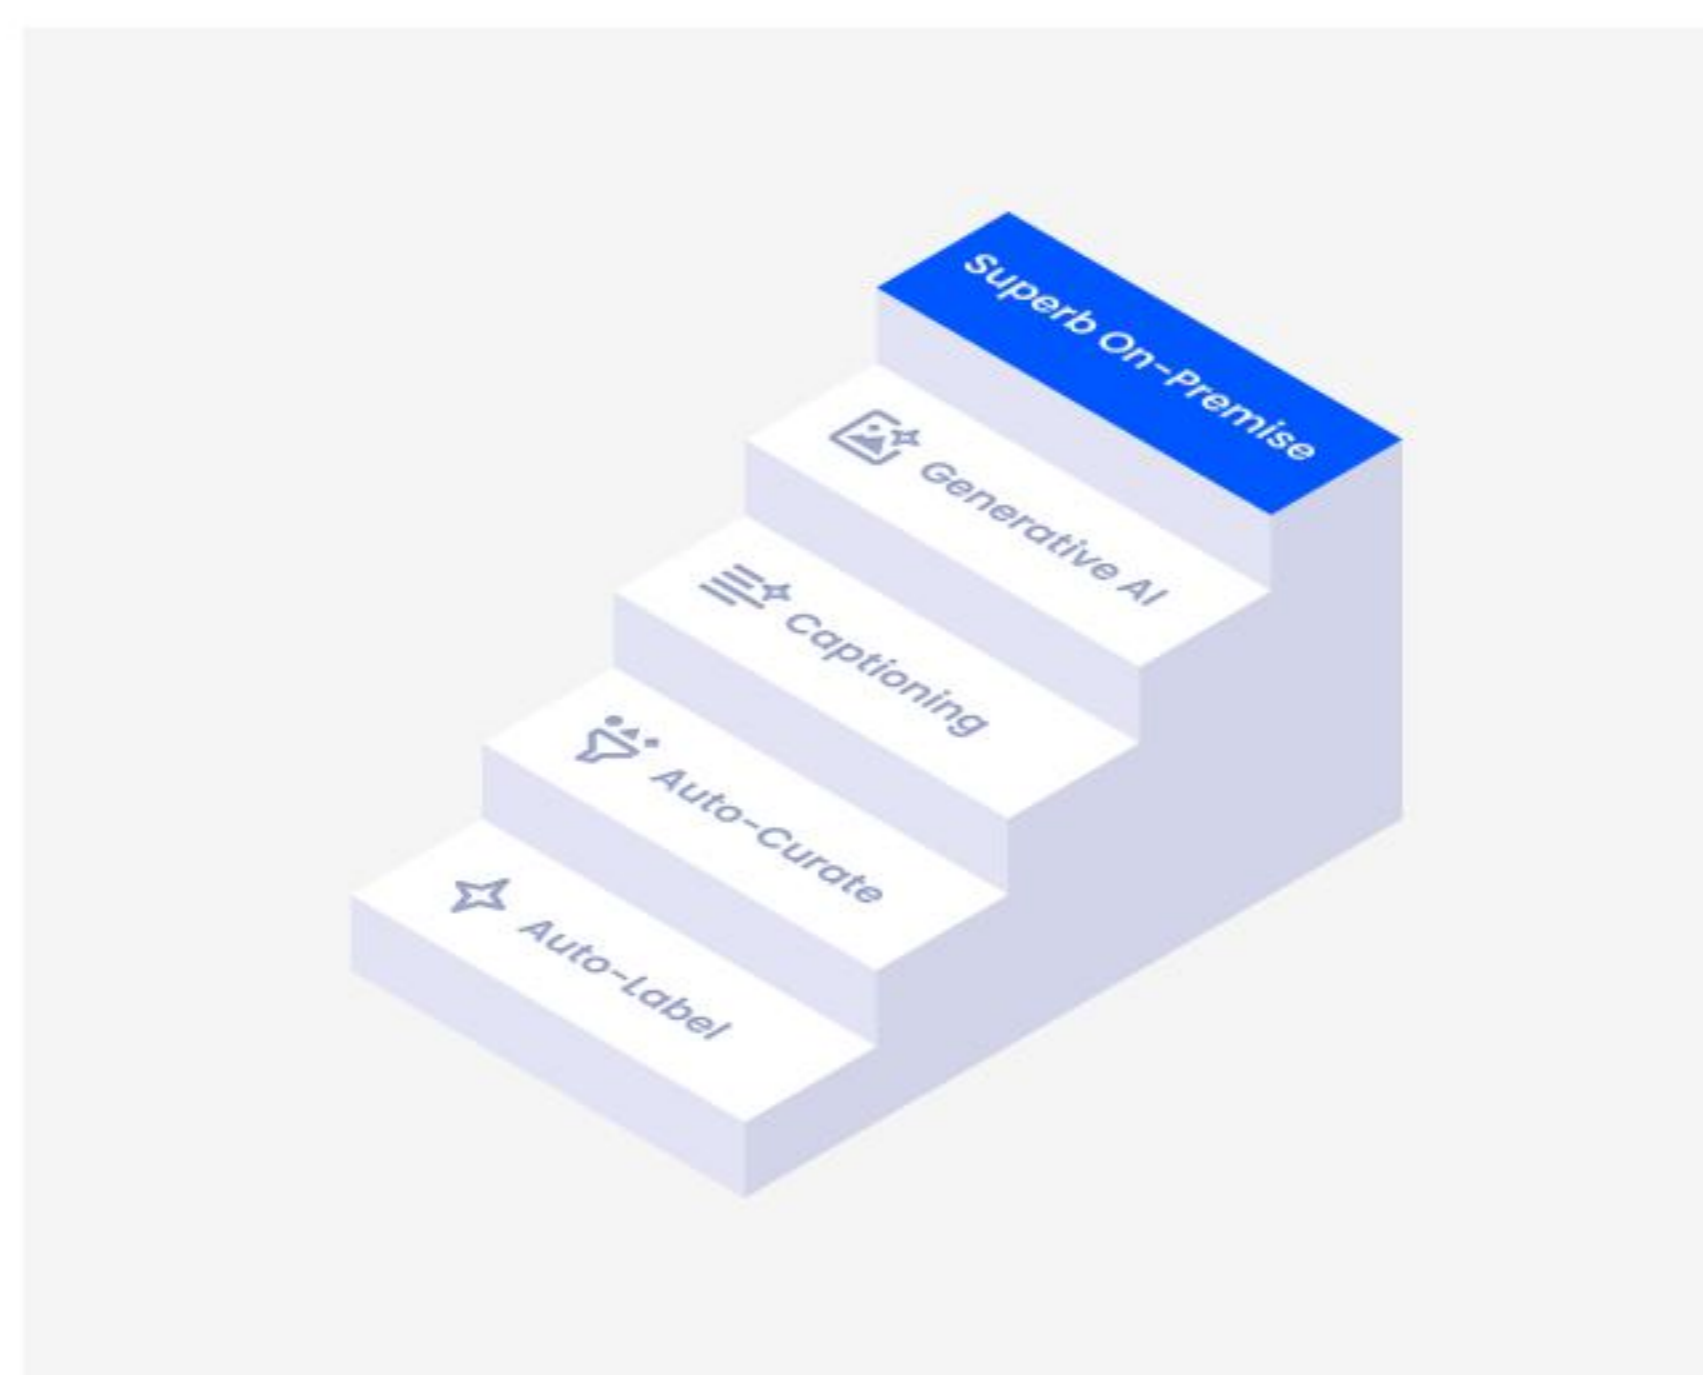 Superb On-Premise
Generative AI
Captioning
Auto-Curate
Auto-Label